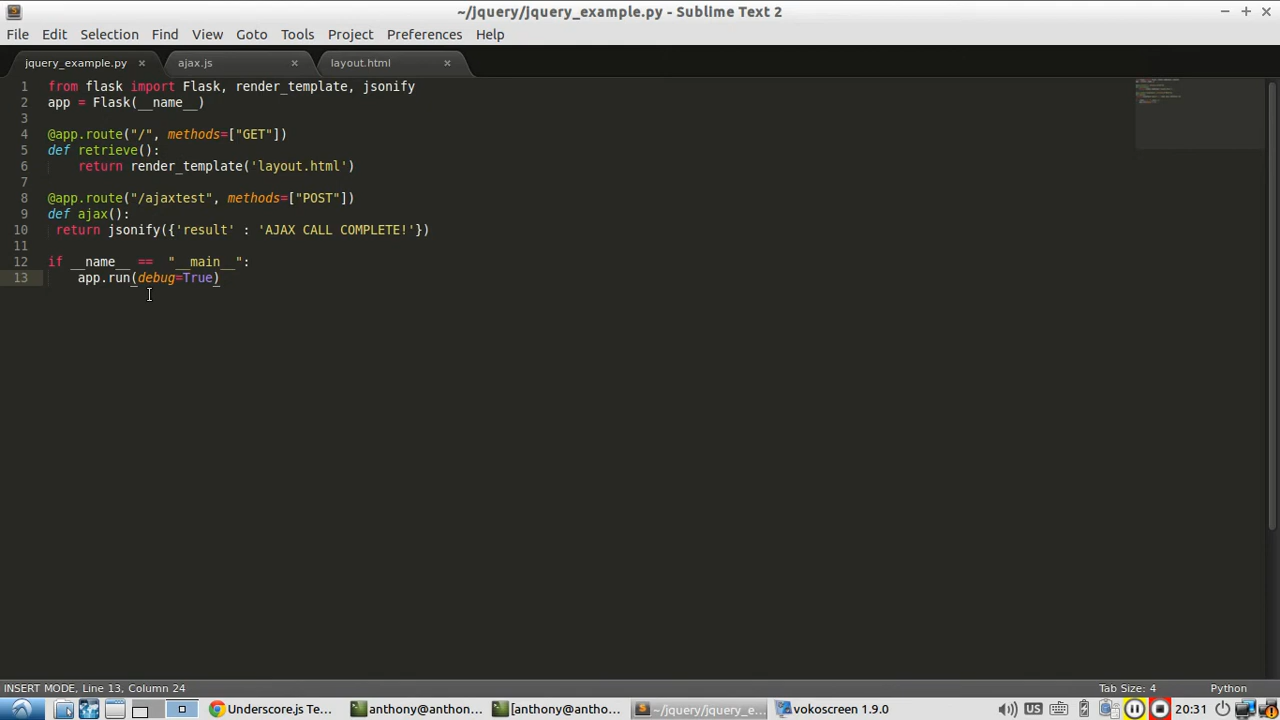 ~/jquery/jquery_example.py - Sublime Text 2
File Edit Selection Find View Goto Tools Project Preferences Help
jquery_example.py ajax.js layout.html
1 from flask import Flask, render_template, jsonify
2 app = Flask(__name__)
3
4 @app.route("/", methods=["GET"])
5 def retrieve():
6     return render_template('layout.html')
7
8 @app.route("/ajaxtest", methods=["POST"])
9 def ajax():
10  return jsonify({'result' : 'AJAX CALL COMPLETE!'})
11
12 if __name__ ==  "__main__":
13     app.run(debug=True)
INSERT MODE, Line 13, Column 24 Tab Size: 4 Python
Underscore.js Te... anthony@anthony... [anthony@antho... ~/jquery/jquery_e... vokoscreen 1.9.0 US 20:31